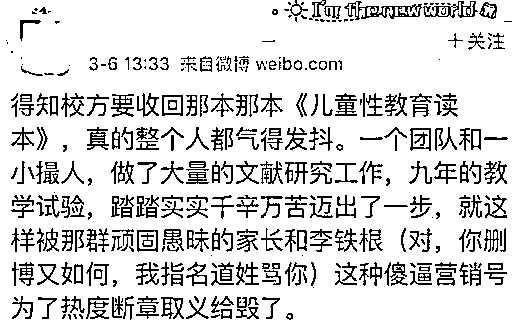 I'm the new world
+关注
3-6 13:33 来自微博 weibo.com
得知校方要收回那本那本《儿童性教育读
本》，真的整个人都气得发抖。一个团队和一
小撮人，做了大量的文献研究工作，九年的教
学试验，踏踏实实千辛万苦迈出了一步，就这
样被那群顽固愚昧的家长和李铁根（对，你删
博又如何，我指名道姓骂你）这种傻逼营销号
为了热度断章取义给毁了。